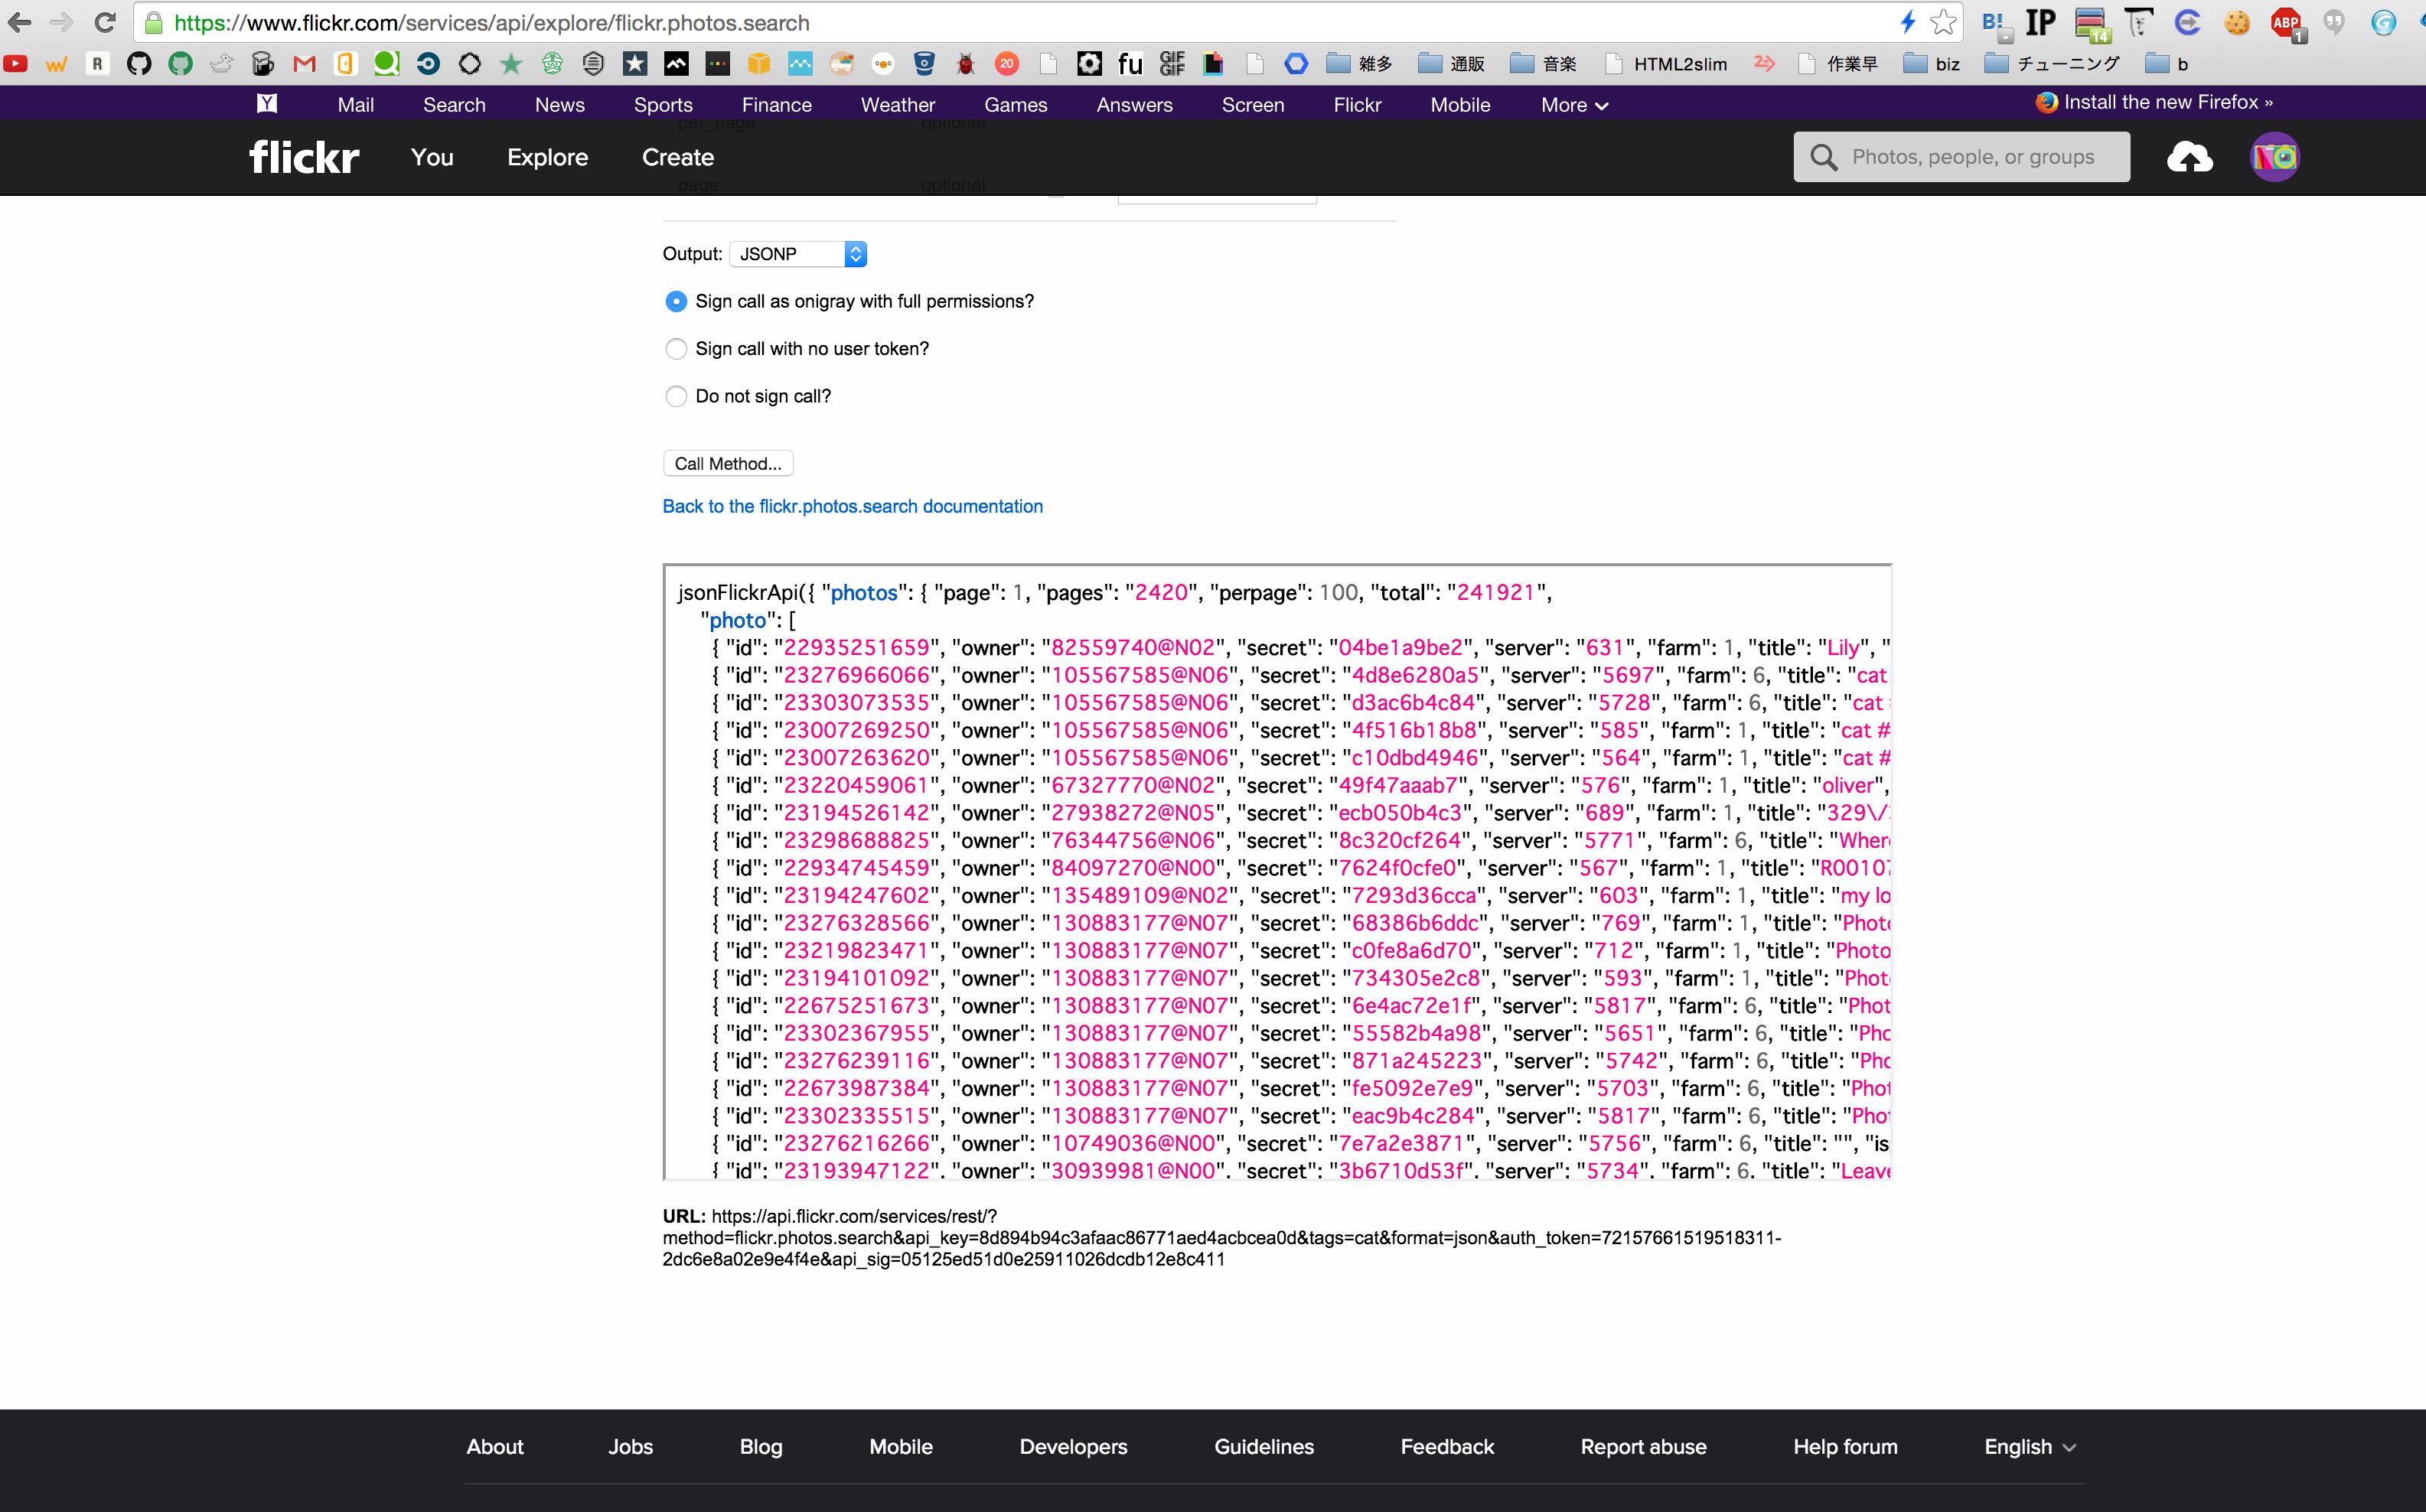 https://www.flickr.com/services/api/explore/flickr.photos.search
B! IP 14 ABP 1
R 20 fu GIF GIF 雑多 通販 音楽 HTML2slim 作業早 biz チューニング b
Y Mail Search News Sports Finance Weather Games Answers Screen Flickr Mobile More Install the new Firefox »
per_page optional
flickr You Explore Create Photos, people, or groups
page optional
Output: JSONP
Sign call as onigray with full permissions?
Sign call with no user token?
Do not sign call?
Call Method...
Back to the flickr.photos.search documentation
jsonFlickrApi({ "photos": { "page": 1, "pages": "2420", "perpage": 100, "total": "241921",
"photo": [
{ "id": "22935251659", "owner": "82559740@N02", "secret": "04be1a9be2", "server": "631", "farm": 1, "title": "Lily", "
{ "id": "23276966066", "owner": "105567585@N06", "secret": "4d8e6280a5", "server": "5697", "farm": 6, "title": "cat
{ "id": "23303073535", "owner": "105567585@N06", "secret": "d3ac6b4c84", "server": "5728", "farm": 6, "title": "cat
{ "id": "23007269250", "owner": "105567585@N06", "secret": "4f516b18b8", "server": "585", "farm": 1, "title": "cat #
{ "id": "23007263620", "owner": "105567585@N06", "secret": "c10dbd4946", "server": "564", "farm": 1, "title": "cat #
{ "id": "23220459061", "owner": "67327770@N02", "secret": "49f47aaab7", "server": "576", "farm": 1, "title": "oliver",
{ "id": "23194526142", "owner": "27938272@N05", "secret": "ecb050b4c3", "server": "689", "farm": 1, "title": "329\/
{ "id": "23298688825", "owner": "76344756@N06", "secret": "8c320cf264", "server": "5771", "farm": 6, "title": "Where
{ "id": "22934745459", "owner": "84097270@N00", "secret": "7624f0cfe0", "server": "567", "farm": 1, "title": "R00107
{ "id": "23194247602", "owner": "135489109@N02", "secret": "7293d36cca", "server": "603", "farm": 1, "title": "my lo
{ "id": "23276328566", "owner": "130883177@N07", "secret": "68386b6ddc", "server": "769", "farm": 1, "title": "Photo
{ "id": "23219823471", "owner": "130883177@N07", "secret": "c0fe8a6d70", "server": "712", "farm": 1, "title": "Photo
{ "id": "23194101092", "owner": "130883177@N07", "secret": "734305e2c8", "server": "593", "farm": 1, "title": "Phot
{ "id": "22675251673", "owner": "130883177@N07", "secret": "6e4ac72e1f", "server": "5817", "farm": 6, "title": "Phot
{ "id": "23302367955", "owner": "130883177@N07", "secret": "55582b4a98", "server": "5651", "farm": 6, "title": "Pho
{ "id": "23276239116", "owner": "130883177@N07", "secret": "871a245223", "server": "5742", "farm": 6, "title": "Pho
{ "id": "22673987384", "owner": "130883177@N07", "secret": "fe5092e7e9", "server": "5703", "farm": 6, "title": "Phot
{ "id": "23302335515", "owner": "130883177@N07", "secret": "eac9b4c284", "server": "5817", "farm": 6, "title": "Phot
{ "id": "23276216266", "owner": "10749036@N00", "secret": "7e7a2e3871", "server": "5756", "farm": 6, "title": "", "is
{ "id": "23193947122", "owner": "30939981@N00", "secret": "3b6710d53f", "server": "5734", "farm": 6, "title": "Leave
URL: https://api.flickr.com/services/rest/?
method=flickr.photos.search&api_key=8d894b94c3afaac86771aed4acbcea0d&tags=cat&format=json&auth_token=72157661519518311-
2dc6e8a02e9e4f4e&api_sig=05125ed51d0e25911026dcdb12e8c411
About Jobs Blog Mobile Developers Guidelines Feedback Report abuse Help forum English